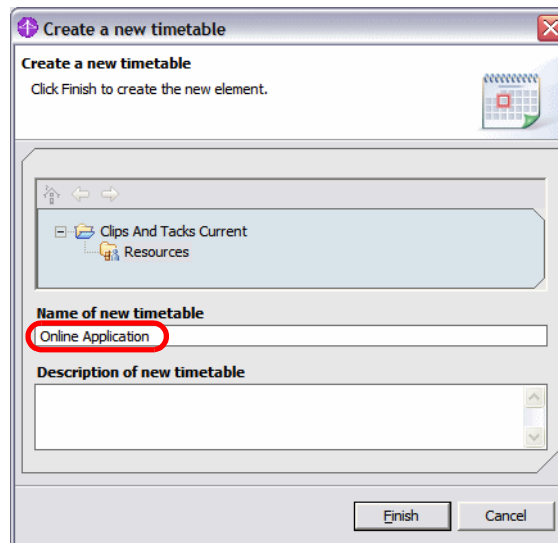 Create a new timetable
Create a new timetable
Click Finish to create the new element.
Clips And Tacks Current
Resources
Name of new timetable
Online Application
Description of new timetable
Finish
Cancel